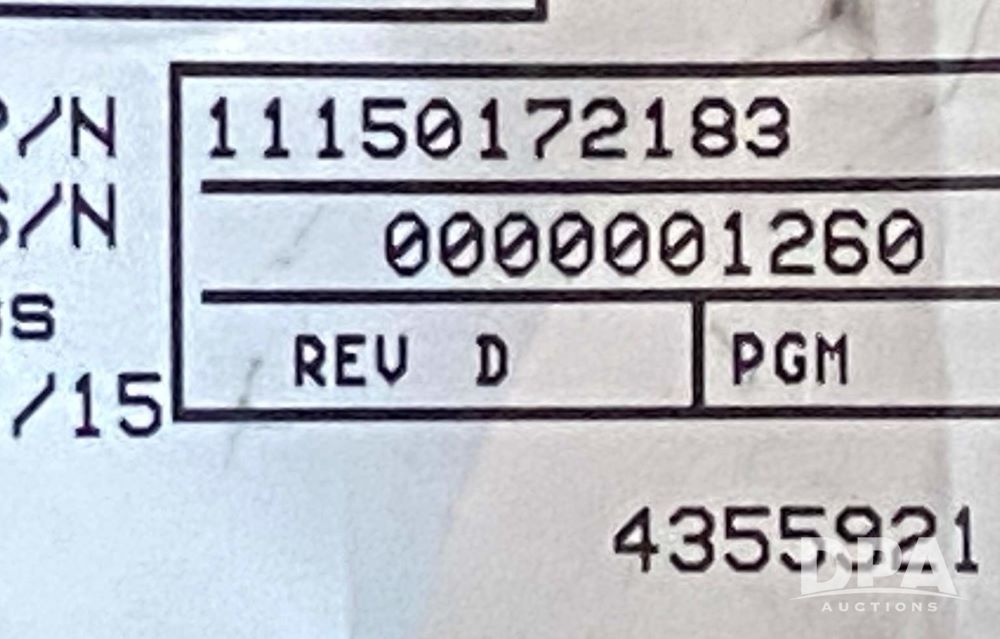 P/N 11150172183
S/N 0000001260
REV D PGM
/15
4355921
DPA
AUCTIONS